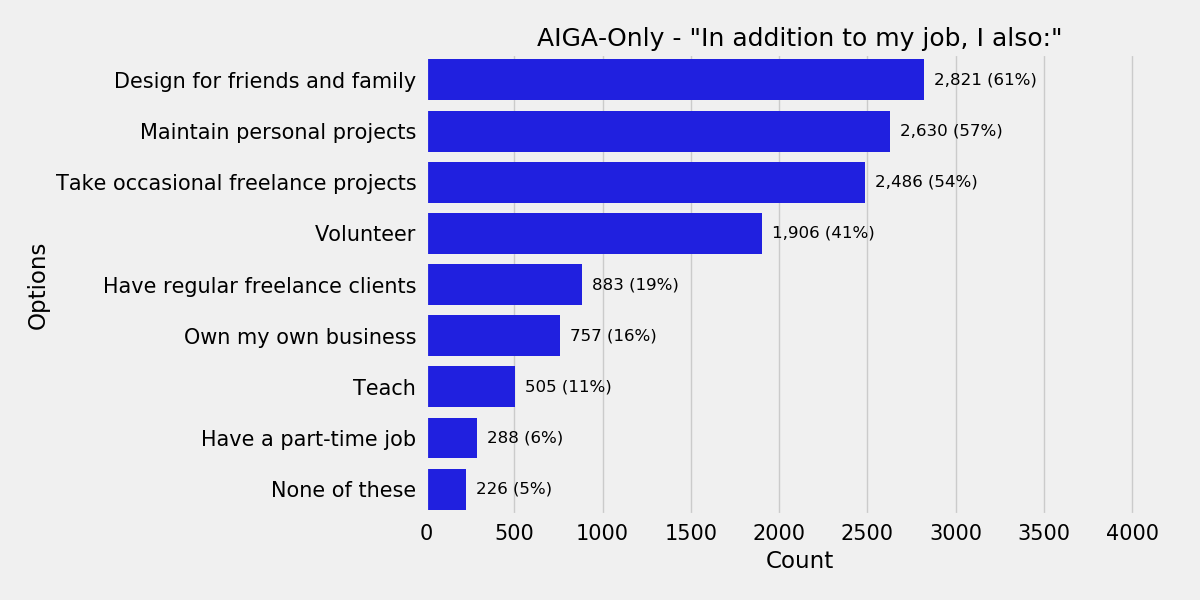 AIGA-Only - "In addition to my job, I also:"
Options
Design for friends and family 2,821 (61%)
Maintain personal projects 2,630 (57%)
Take occasional freelance projects 2,486 (54%)
Volunteer 1,906 (41%)
Have regular freelance clients 883 (19%)
Own my own business 757 (16%)
Teach 505 (11%)
Have a part-time job 288 (6%)
None of these 226 (5%)
0 500 1000 1500 2000 2500 3000 3500 4000
Count